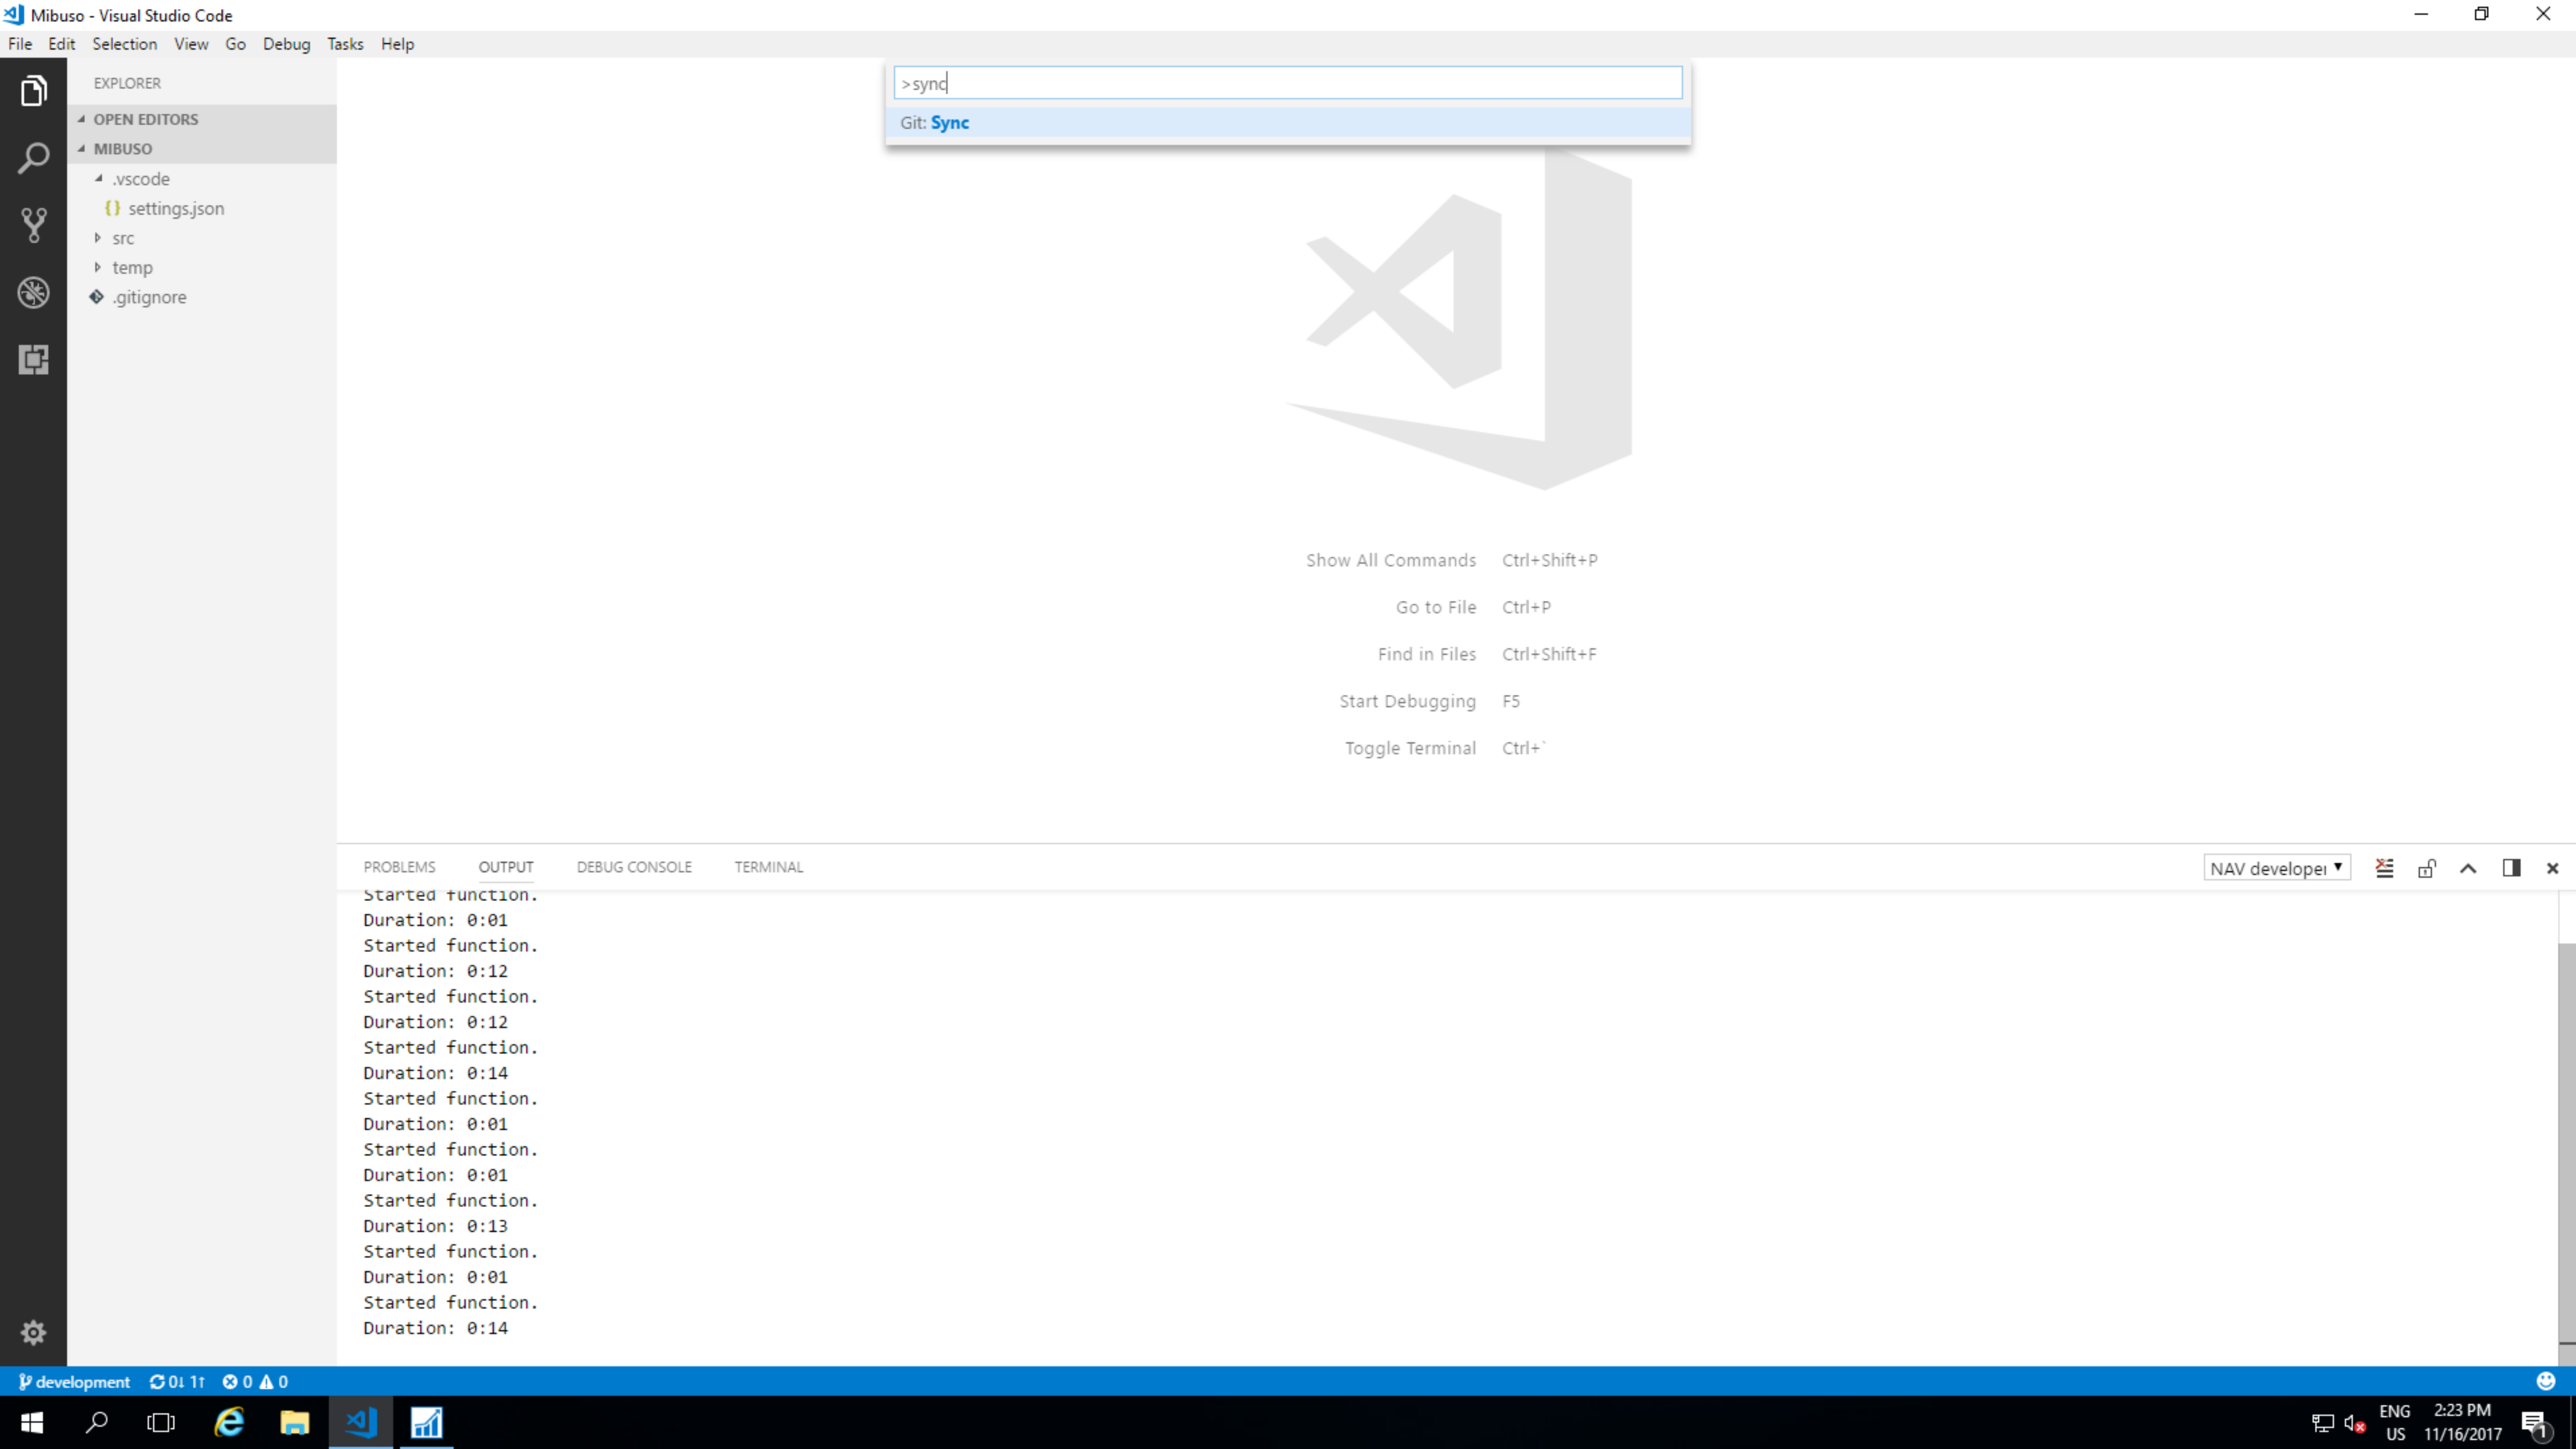 Mibuso - Visual Studio Code
File Edit Selection View Go Debug Tasks Help
EXPLORER
OPEN EDITORS
MIBUSO
.vscode
{} settings.json
src
temp
.gitignore
>sync
Git: Sync
Show All Commands Ctrl+Shift+P
Go to File Ctrl+P
Find in Files Ctrl+Shift+F
Start Debugging F5
Toggle Terminal Ctrl+`
PROBLEMS OUTPUT DEBUG CONSOLE TERMINAL NAV developer
Started function.
Duration: 0:01
Started function.
Duration: 0:12
Started function.
Duration: 0:12
Started function.
Duration: 0:14
Started function.
Duration: 0:01
Started function.
Duration: 0:01
Started function.
Duration: 0:13
Started function.
Duration: 0:01
Started function.
Duration: 0:14
development 0↓ 1↑ 0 0
ENG 2:23 PM
US 11/16/2017 1